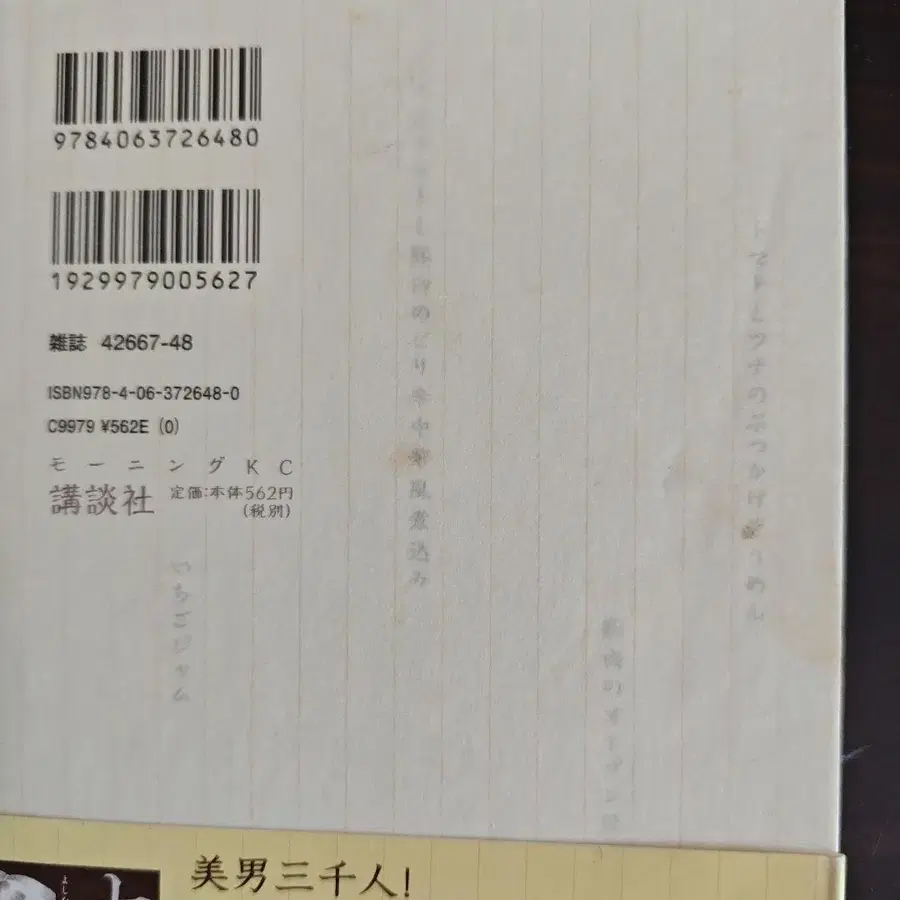 9784063726480
1929979005627
雑誌 42667-48
ISBN978-4-06-372648-0
C9979 ¥562E (0)
モーニングKC
講談社 定価:本体562円
(税別)
トマトとツナのぶっかけそうめん
豚肉のピリ辛中華風煮込み
いちごジャム
美男三千人!